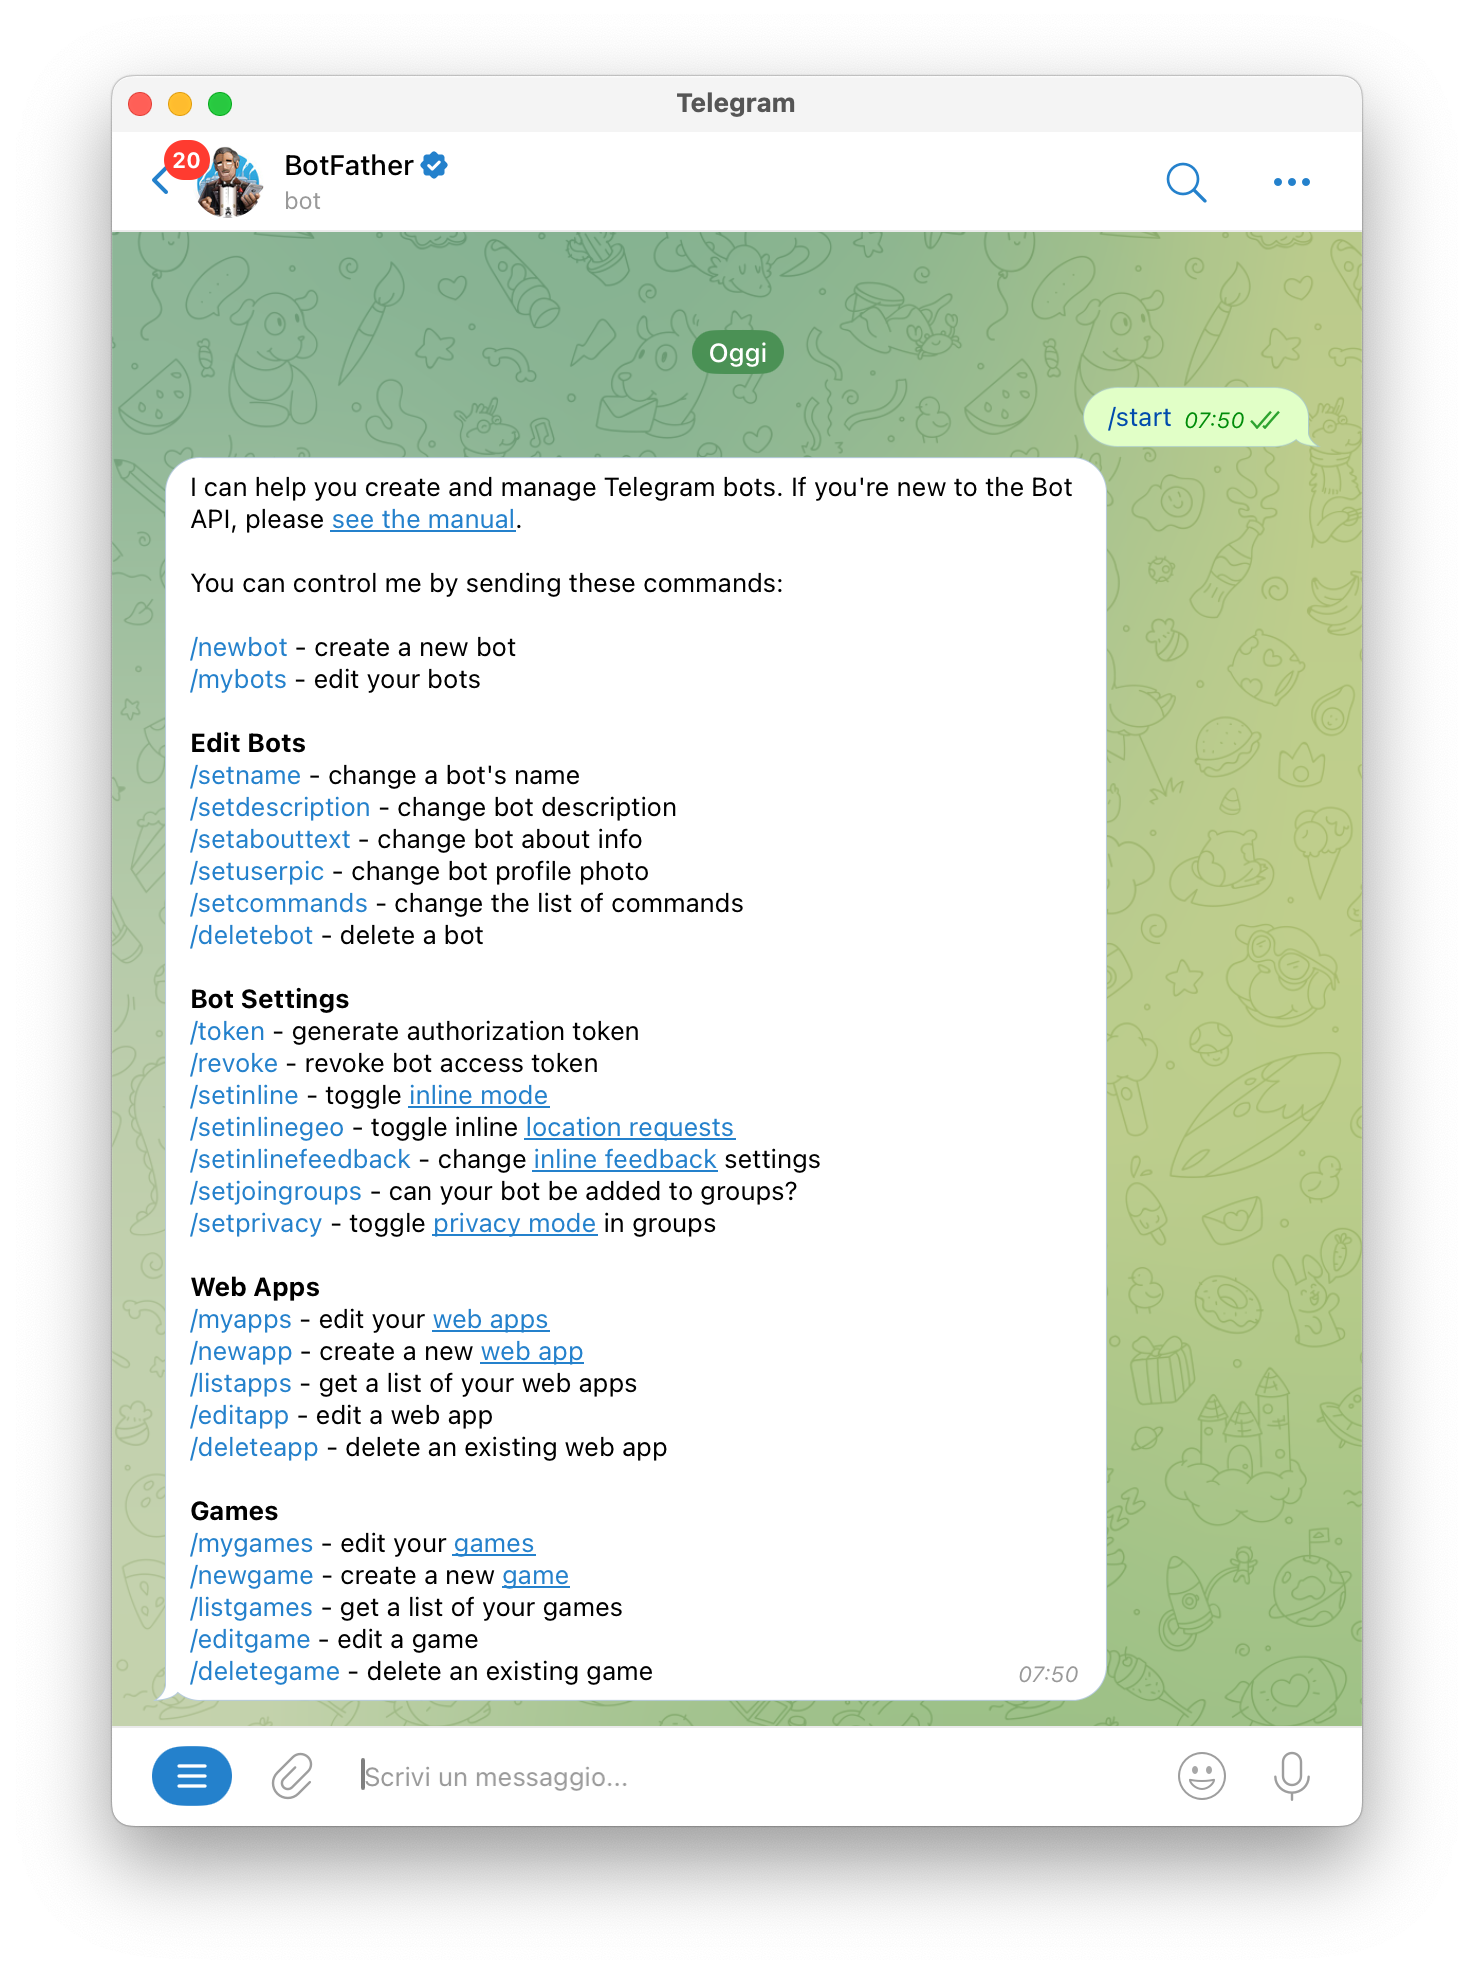 Telegram
20
BotFather
bot
Oggi
/start 07:50
I can help you create and manage Telegram bots. If you're new to the Bot
API, please see the manual.
You can control me by sending these commands:
/newbot - create a new bot
/mybots - edit your bots
Edit Bots
/setname - change a bot's name
/setdescription - change bot description
/setabouttext - change bot about info
/setuserpic - change bot profile photo
/setcommands - change the list of commands
/deletebot - delete a bot
Bot Settings
/token - generate authorization token
/revoke - revoke bot access token
/setinline - toggle inline mode
/setinlinegeo - toggle inline location requests
/setinlinefeedback - change inline feedback settings
/setjoingroups - can your bot be added to groups?
/setprivacy - toggle privacy mode in groups
Web Apps
/myapps - edit your web apps
/newapp - create a new web app
/listapps - get a list of your web apps
/editapp - edit a web app
/deleteapp - delete an existing web app
Games
/mygames - edit your games
/newgame - create a new game
/listgames - get a list of your games
/editgame - edit a game
/deletegame - delete an existing game
07:50
Scrivi un messaggio...